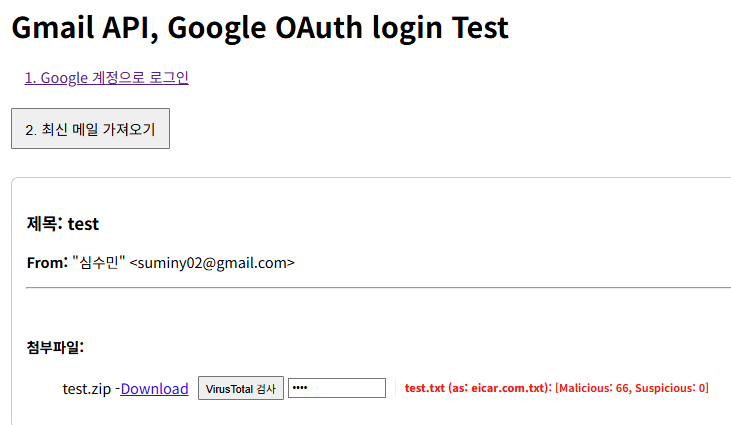 Gmail API, Google OAuth login Test
1. Google 계정으로 로그인
2. 최신 메일 가져오기
제목: test
From: "심수민" <suminy02@gmail.com>
첨부파일:
test.zip -Download VirusTotal 검사 •••• test.txt (as: eicar.com.txt): [Malicious: 66, Suspicious: 0]